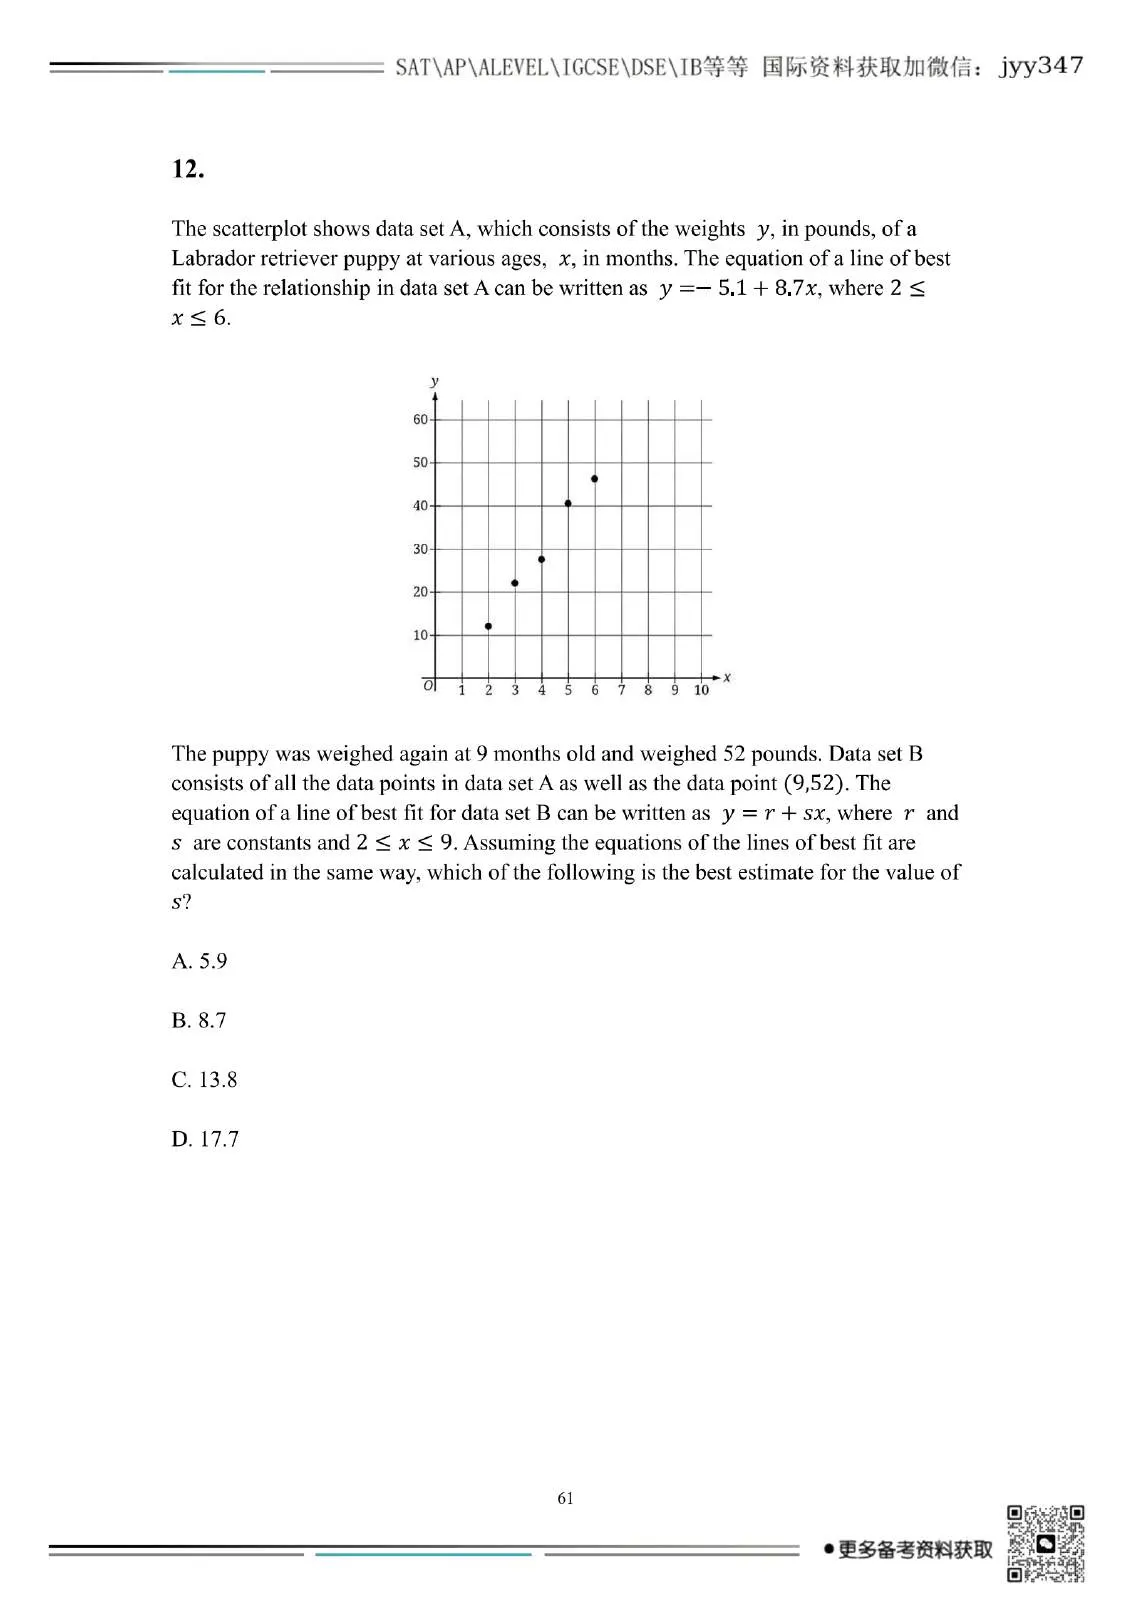 SAT\AP\ALEVEL\IGCSE\DSE\IB等等 国际资料获取加微信: jyy347
12.
The scatterplot shows data set A, which consists of the weights y, in pounds, of a
Labrador retriever puppy at various ages, x, in months. The equation of a line of best
fit for the relationship in data set A can be written as y =− 5.1 + 8.7x, where 2 ≤
x ≤ 6.
y
60
50
40
30
20
10
O 1 2 3 4 5 6 7 8 9 10 x
The puppy was weighed again at 9 months old and weighed 52 pounds. Data set B
consists of all the data points in data set A as well as the data point (9,52). The
equation of a line of best fit for data set B can be written as y = r + sx, where r and
s are constants and 2 ≤ x ≤ 9. Assuming the equations of the lines of best fit are
calculated in the same way, which of the following is the best estimate for the value of
s?
A. 5.9
B. 8.7
C. 13.8
D. 17.7
61
●更多备考资料获取